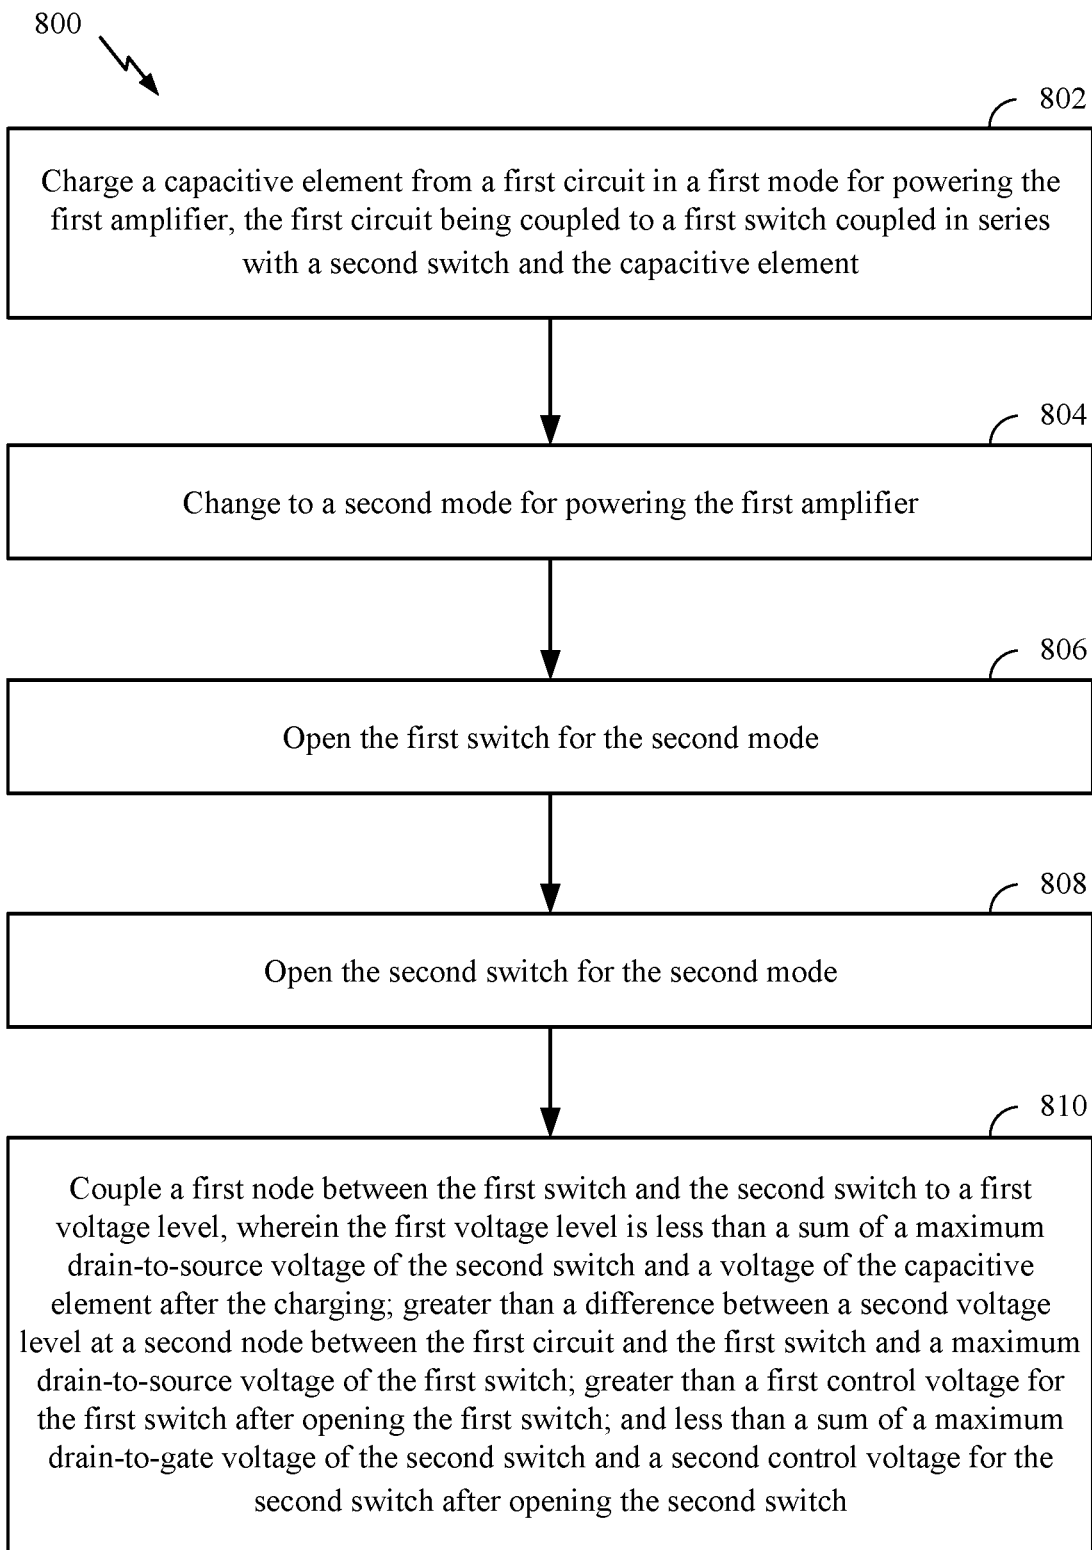 800
802
Charge a capacitive element from a first circuit in a first mode for powering the
first amplifier, the first circuit being coupled to a first switch coupled in series
with a second switch and the capacitive element
804
Change to a second mode for powering the first amplifier
806
Open the first switch for the second mode
808
Open the second switch for the second mode
810
Couple a first node between the first switch and the second switch to a first
voltage level, wherein the first voltage level is less than a sum of a maximum
drain-to-source voltage of the second switch and a voltage of the capacitive
element after the charging; greater than a difference between a second voltage
level at a second node between the first circuit and the first switch and a maximum
drain-to-source voltage of the first switch; greater than a first control voltage for
the first switch after opening the first switch; and less than a sum of a maximum
drain-to-gate voltage of the second switch and a second control voltage for the
second switch after opening the second switch